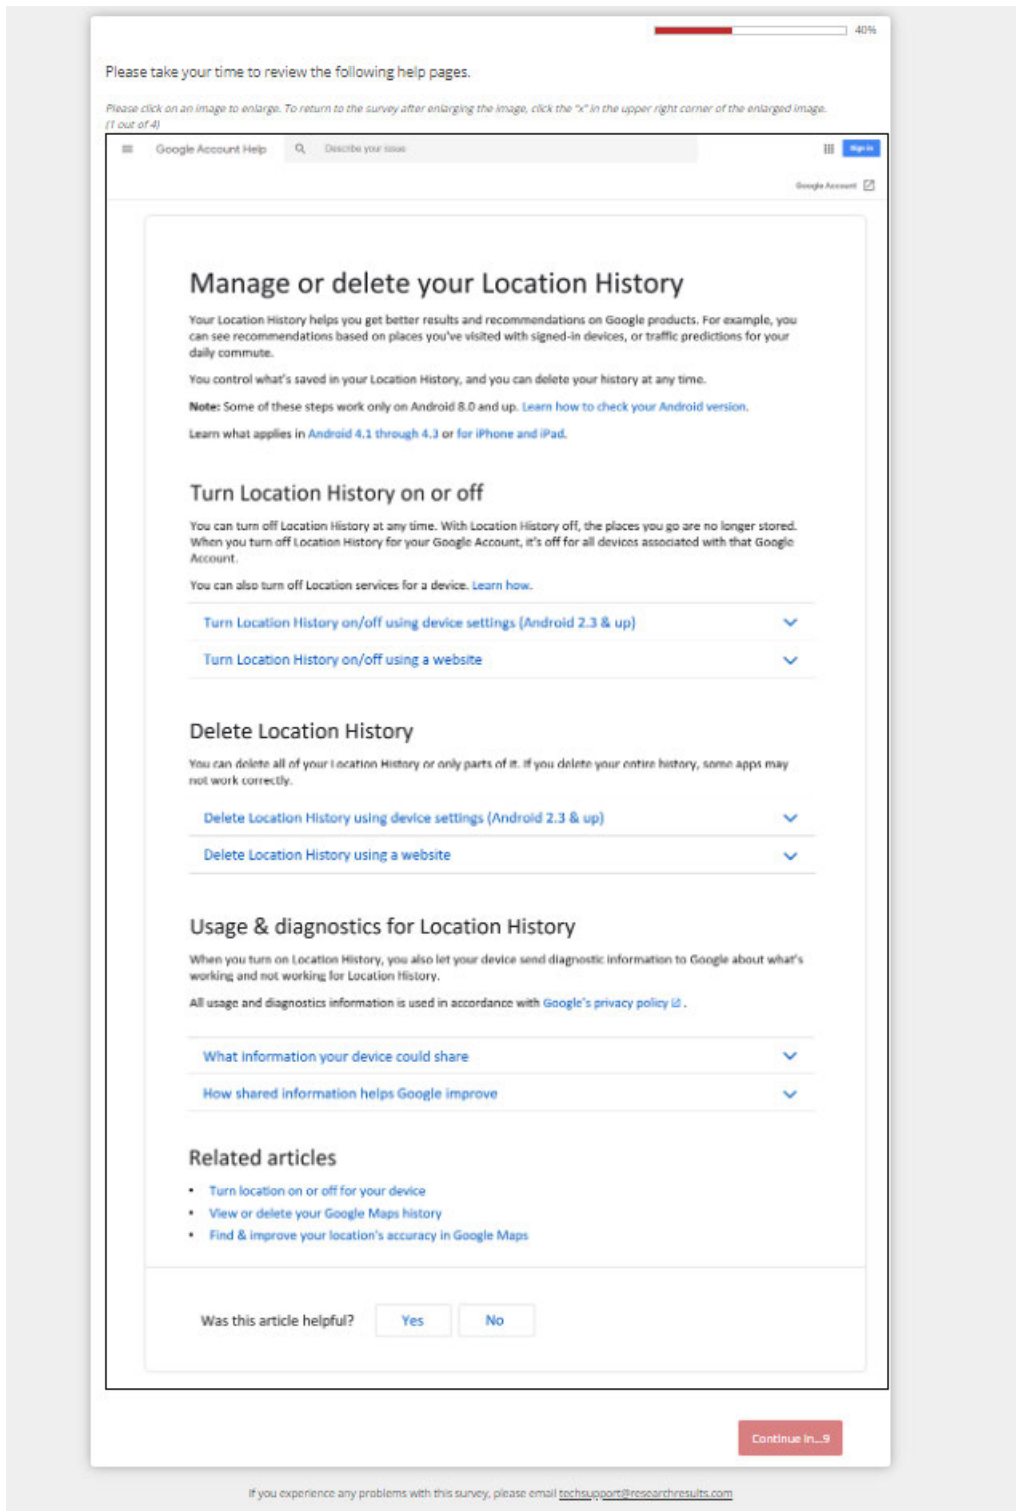 40%
Please take your time to review the following help pages.
Please click on an image to enlarge. To return to the survey after enlarging the image, click the "x" in the upper right corner of the enlarged image.
(1 out of 4)
Google Account Help
Describe your issue
Sign in
Google Account
Manage or delete your Location History
Your Location History helps you get better results and recommendations on Google products. For example, you
can see recommendations based on places you've visited with signed-in devices, or traffic predictions for your
daily commute.
You control what's saved in your Location History, and you can delete your history at any time.
Note: Some of these steps work only on Android 8.0 and up. Learn how to check your Android version.
Learn what applies in Android 4.1 through 4.3 or for iPhone and iPad.
Turn Location History on or off
You can turn off Location History at any time. With Location History off, the places you go are no longer stored.
When you turn off Location History for your Google Account, it's off for all devices associated with that Google
Account.
You can also turn off Location services for a device. Learn how.
Turn Location History on/off using device settings (Android 2.3 & up)
Turn Location History on/off using a website
Delete Location History
You can delete all of your Location History or only parts of it. If you delete your entire history, some apps may
not work correctly.
Delete Location History using device settings (Android 2.3 & up)
Delete Location History using a website
Usage & diagnostics for Location History
When you turn on Location History, you also let your device send diagnostic information to Google about what's
working and not working for Location History.
All usage and diagnostics information is used in accordance with Google's privacy policy .
What information your device could share
How shared information helps Google improve
Related articles
• Turn location on or off for your device
• View or delete your Google Maps history
• Find & improve your location's accuracy in Google Maps
Was this article helpful? Yes No
Continue in...9
If you experience any problems with this survey, please email techsupport@researchresults.com